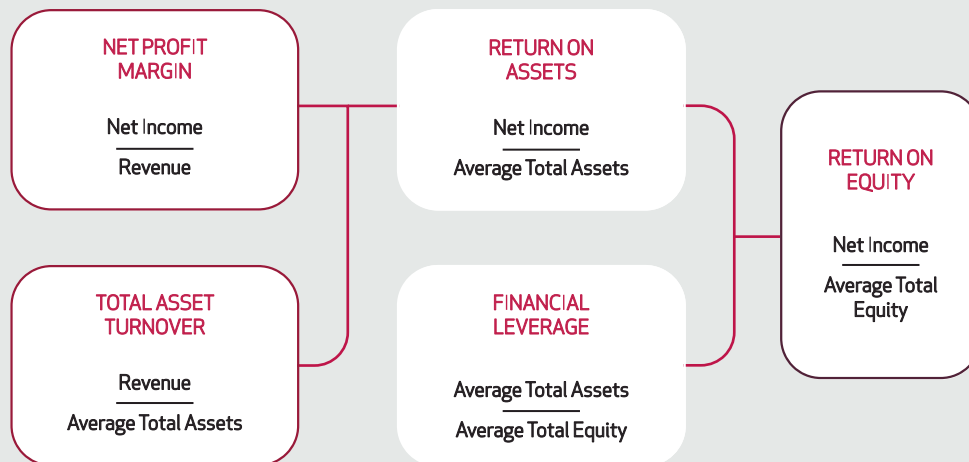 NET PROFIT
MARGIN
Net Income
Revenue
TOTAL ASSET
TURNOVER
Revenue
Average Total Assets
RETURN ON
ASSETS
Net Income
Average Total Assets
FINANCIAL
LEVERAGE
Average Total Assets
Average Total Equity
RETURN ON
EQUITY
Net Income
Average Total
Equity